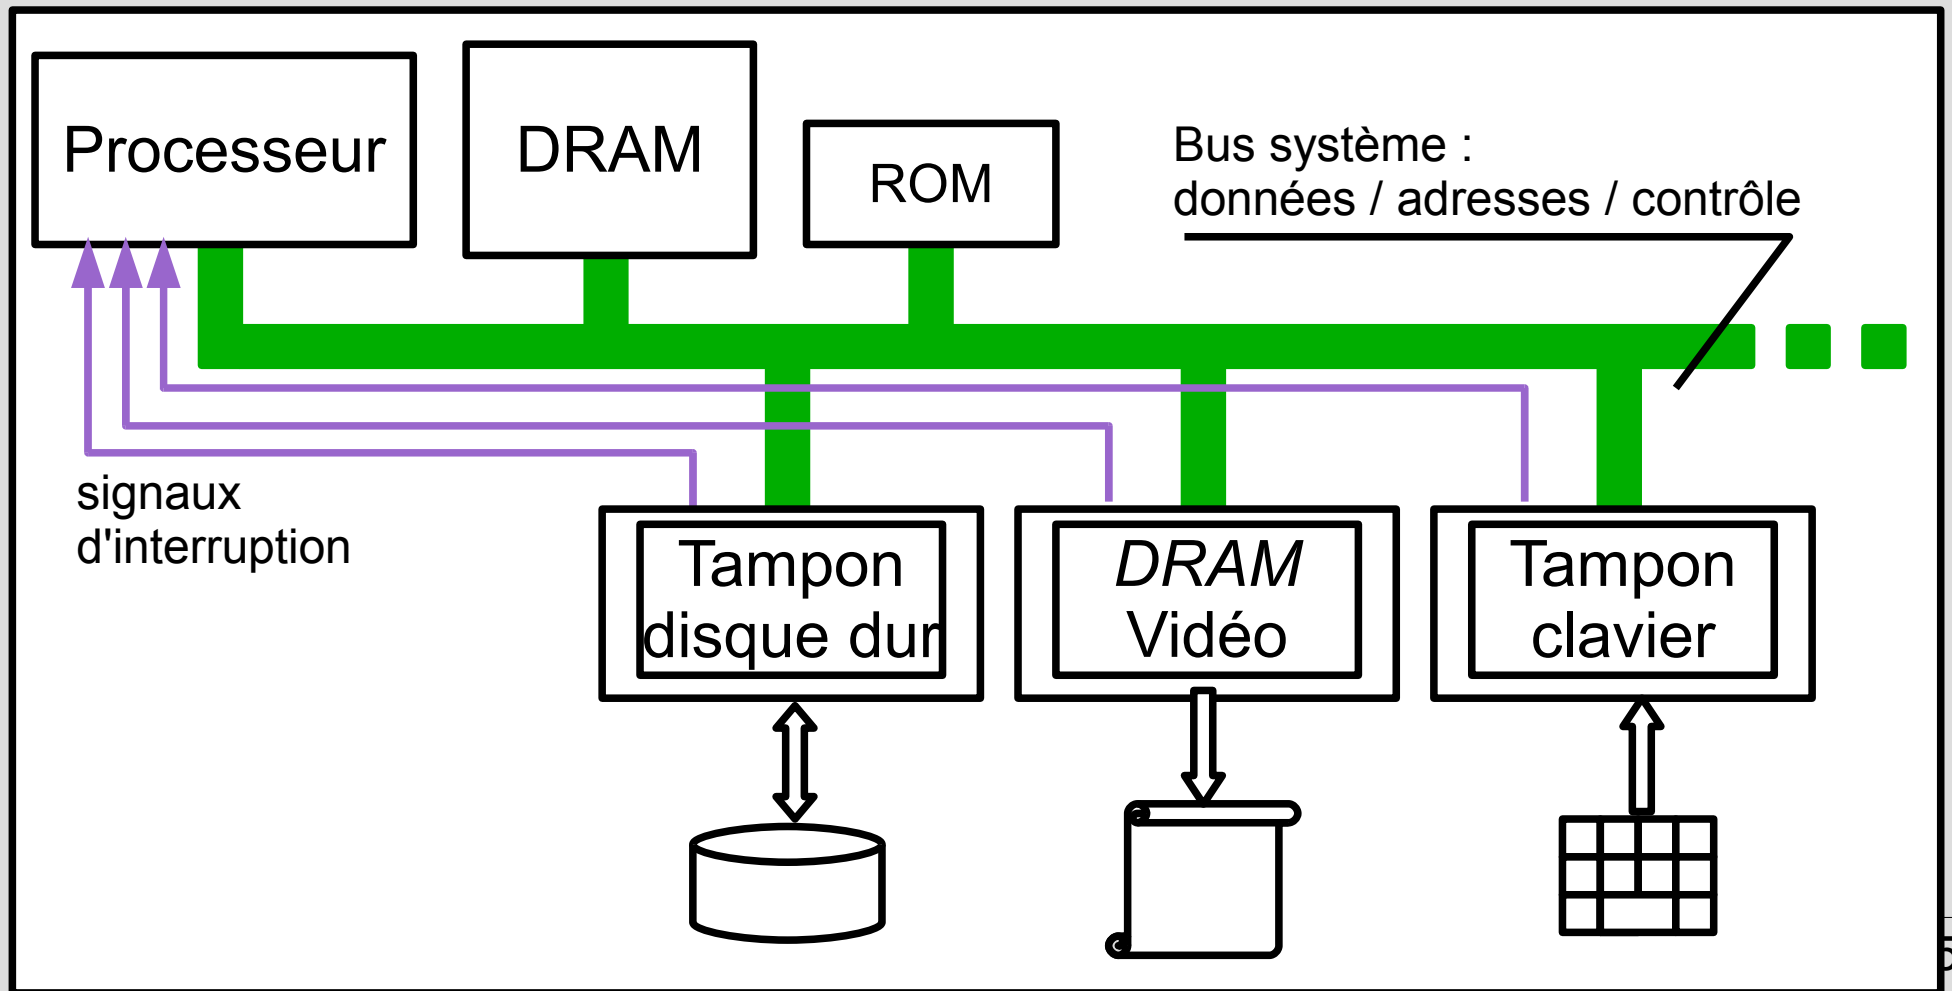 Processeur
DRAM
ROM
Bus système :
données / adresses / contrôle
signaux
d'interruption
Tampon
disque dur
DRAM
Vidéo
Tampon
clavier